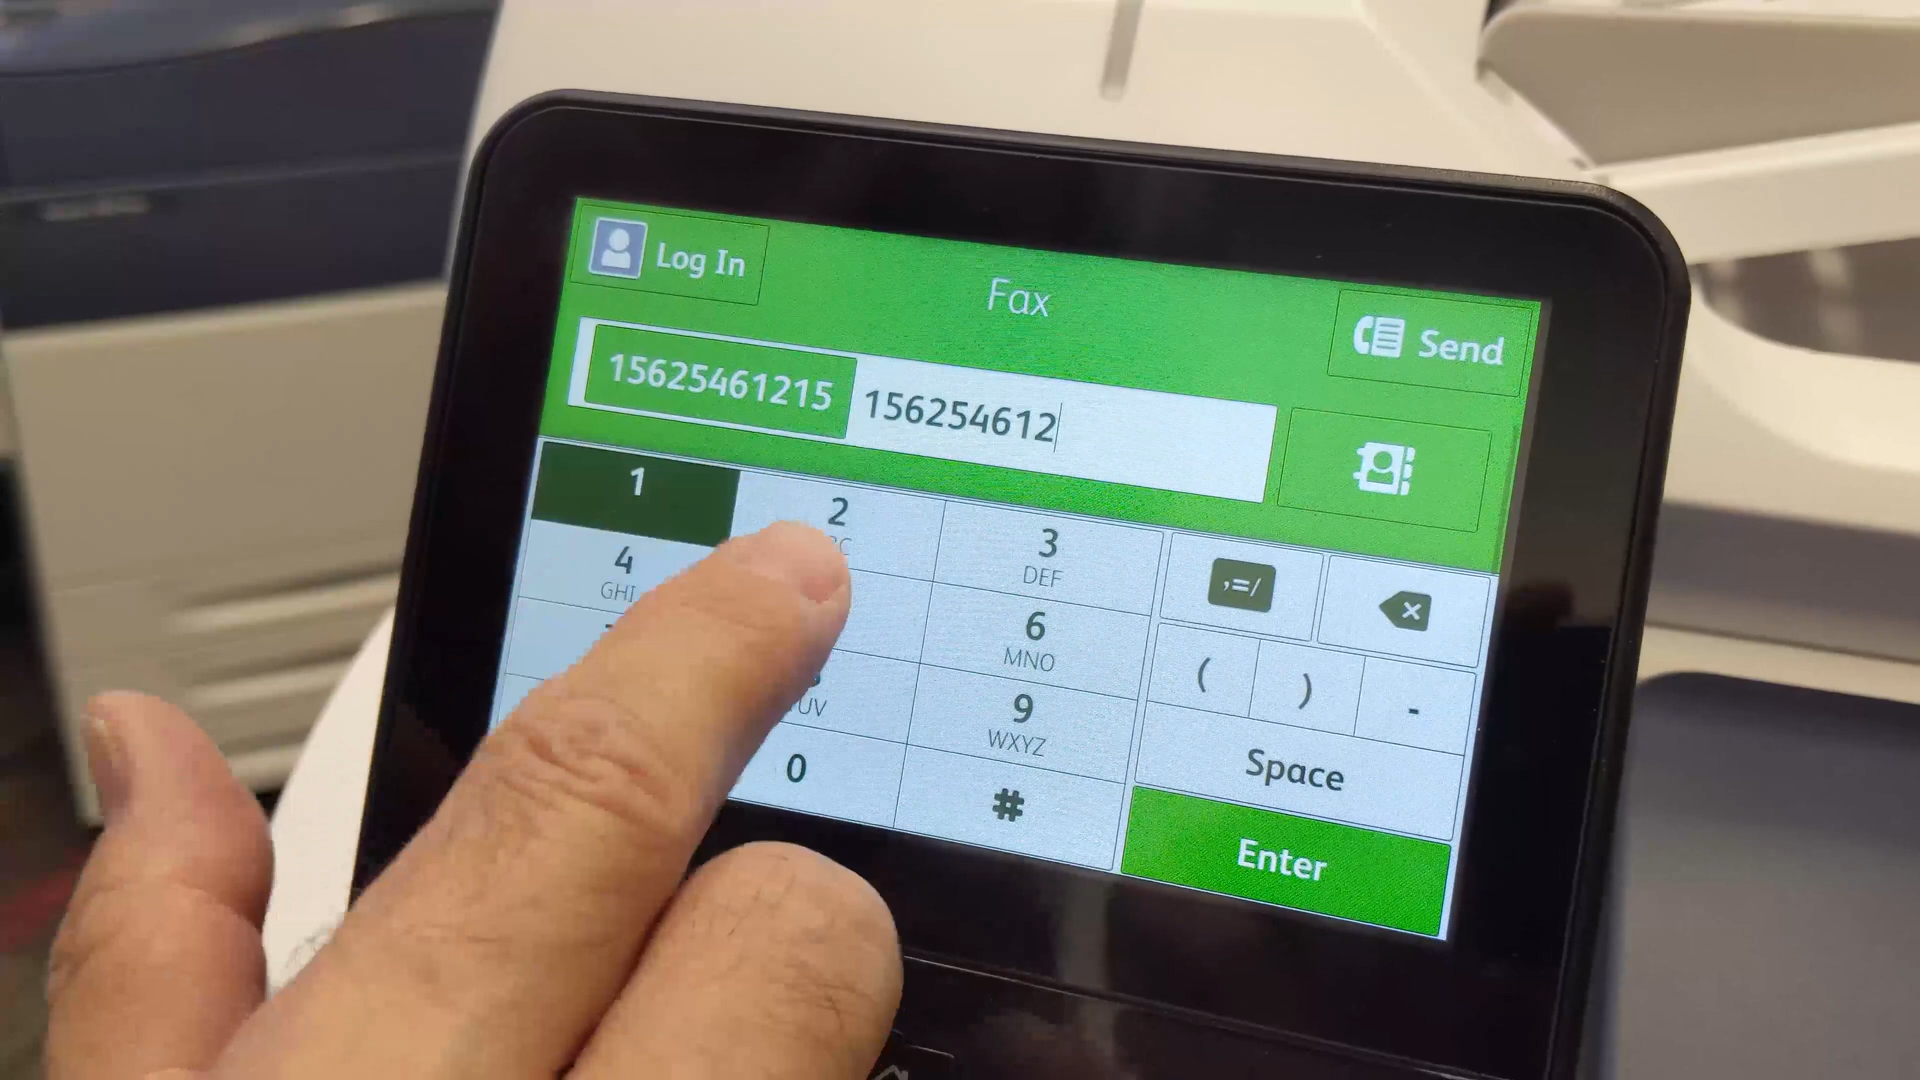 Log In
Fax
Send
15625461215 156254612
1
2
3
DEF
,=/
4
GHI
6
MNO
( ) -
9
WXYZ
Space
0
#
Enter